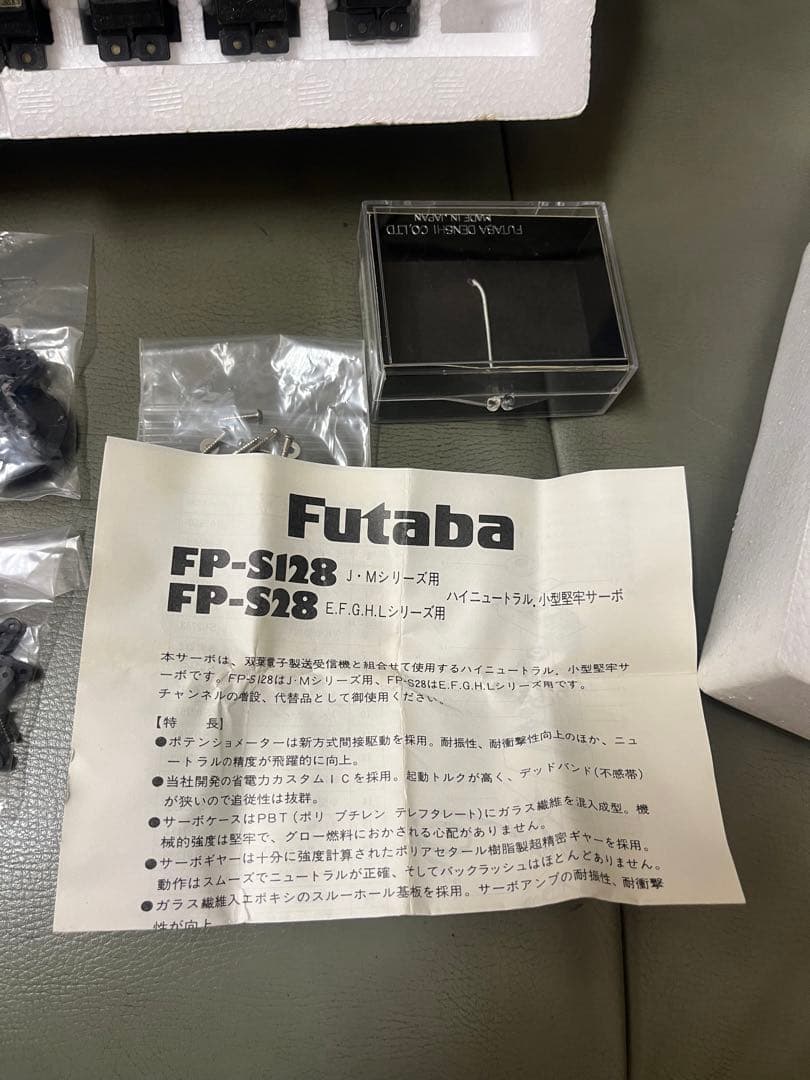 FUTABA DENSHI CO.,LTD
MADE IN JAPAN
Futaba
FP-S128 J・Mシリーズ用
FP-S28 E.F.G.H.Lシリーズ用
ハイニュートラル.小型堅牢サーボ
本サーボは、双葉電子製送受信機と組合せて使用するハイニュートラル，小型堅牢サ
ーボです。FP-S128はJ・Mシリーズ用、FP-S28はE.F.G.H.Lシリーズ用です。
チャンネルの増設、代替品として御使用ください。
【特　長】
●ポテンショメーターは新方式間接駆動を採用。耐振性、耐衝撃性向上のほか、ニュ
ートラルの精度が飛躍的に向上。
●当社開発の省電力カスタムＩＣを採用。起動トルクが高く、デッドバンド(不感帯)
が狭いので追従性は抜群。
●サーボケースはPBT(ポリ ブチレン テレフタレート)にガラス繊維を混入成型。機
械的強度は堅牢で、グロー燃料におかされる心配がありません。
●サーボギヤーは十分に強度計算されたポリアセタール樹脂製超精密ギヤーを採用。
動作はスムーズでニュートラルが正確、そしてバックラッシュはほとんどありません。
●ガラス繊維入エポキシのスルーホール基板を採用。サーボアンプの耐振性、耐衝撃
性が向上。